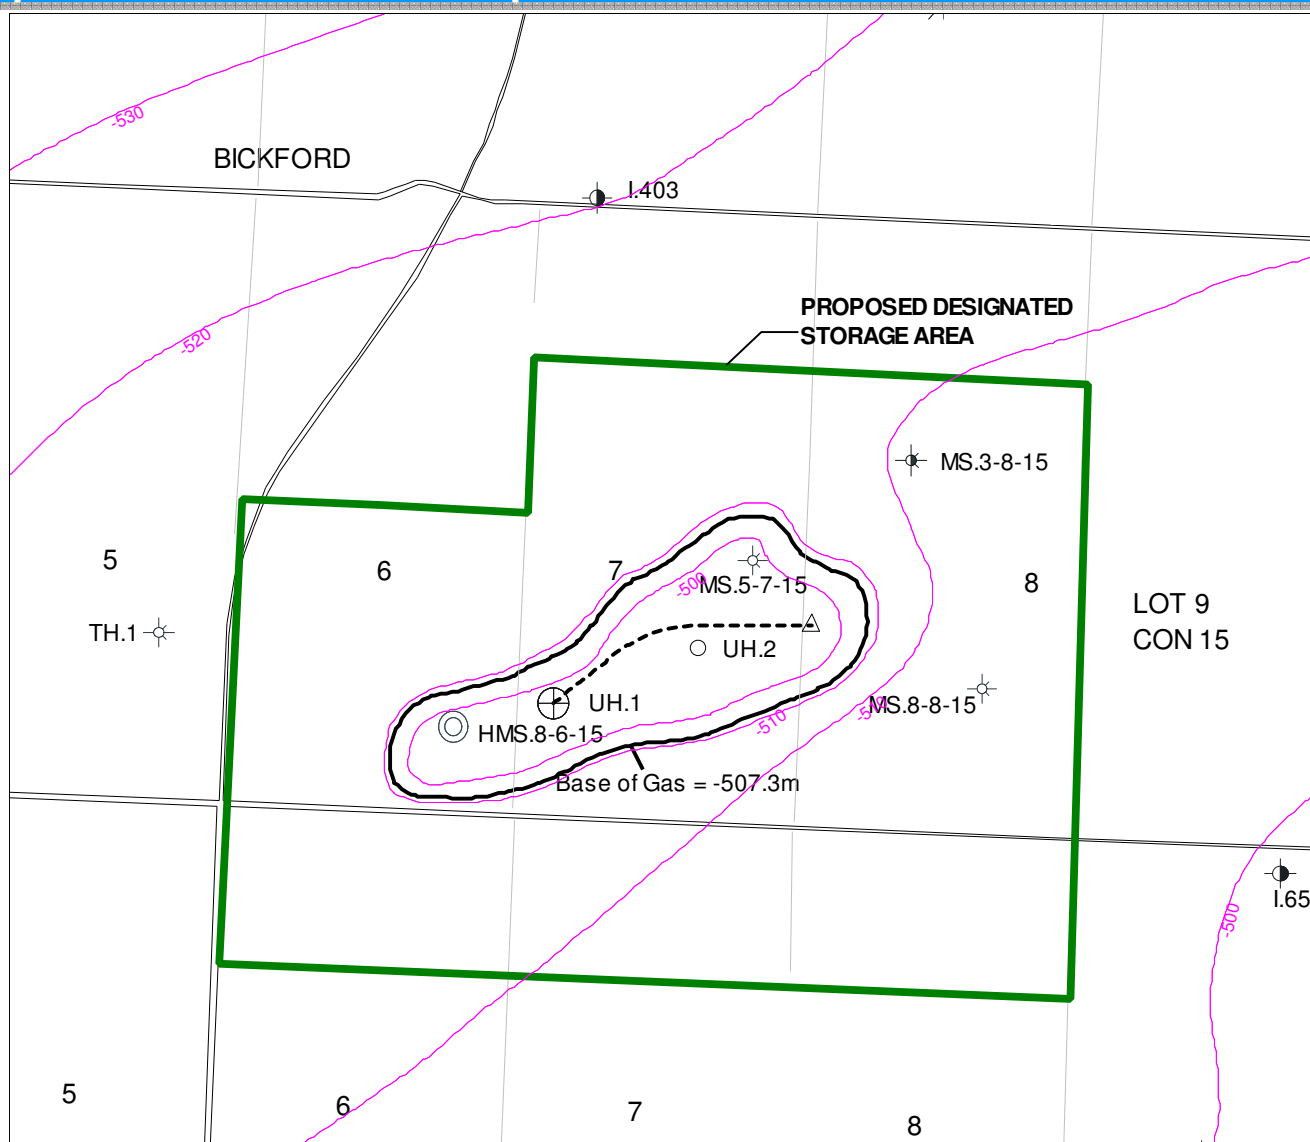 -530
BICKFORD
I.403
-520
PROPOSED DESIGNATED
STORAGE AREA
MS.3-8-15
5
6
7
-500
MS.5-7-15
8
LOT 9
CON 15
TH.1
UH.2
UH.1
MS.8-8-15
-510
HMS.8-6-15
-510
Base of Gas = -507.3m
I.65
-500
5
6
7
8